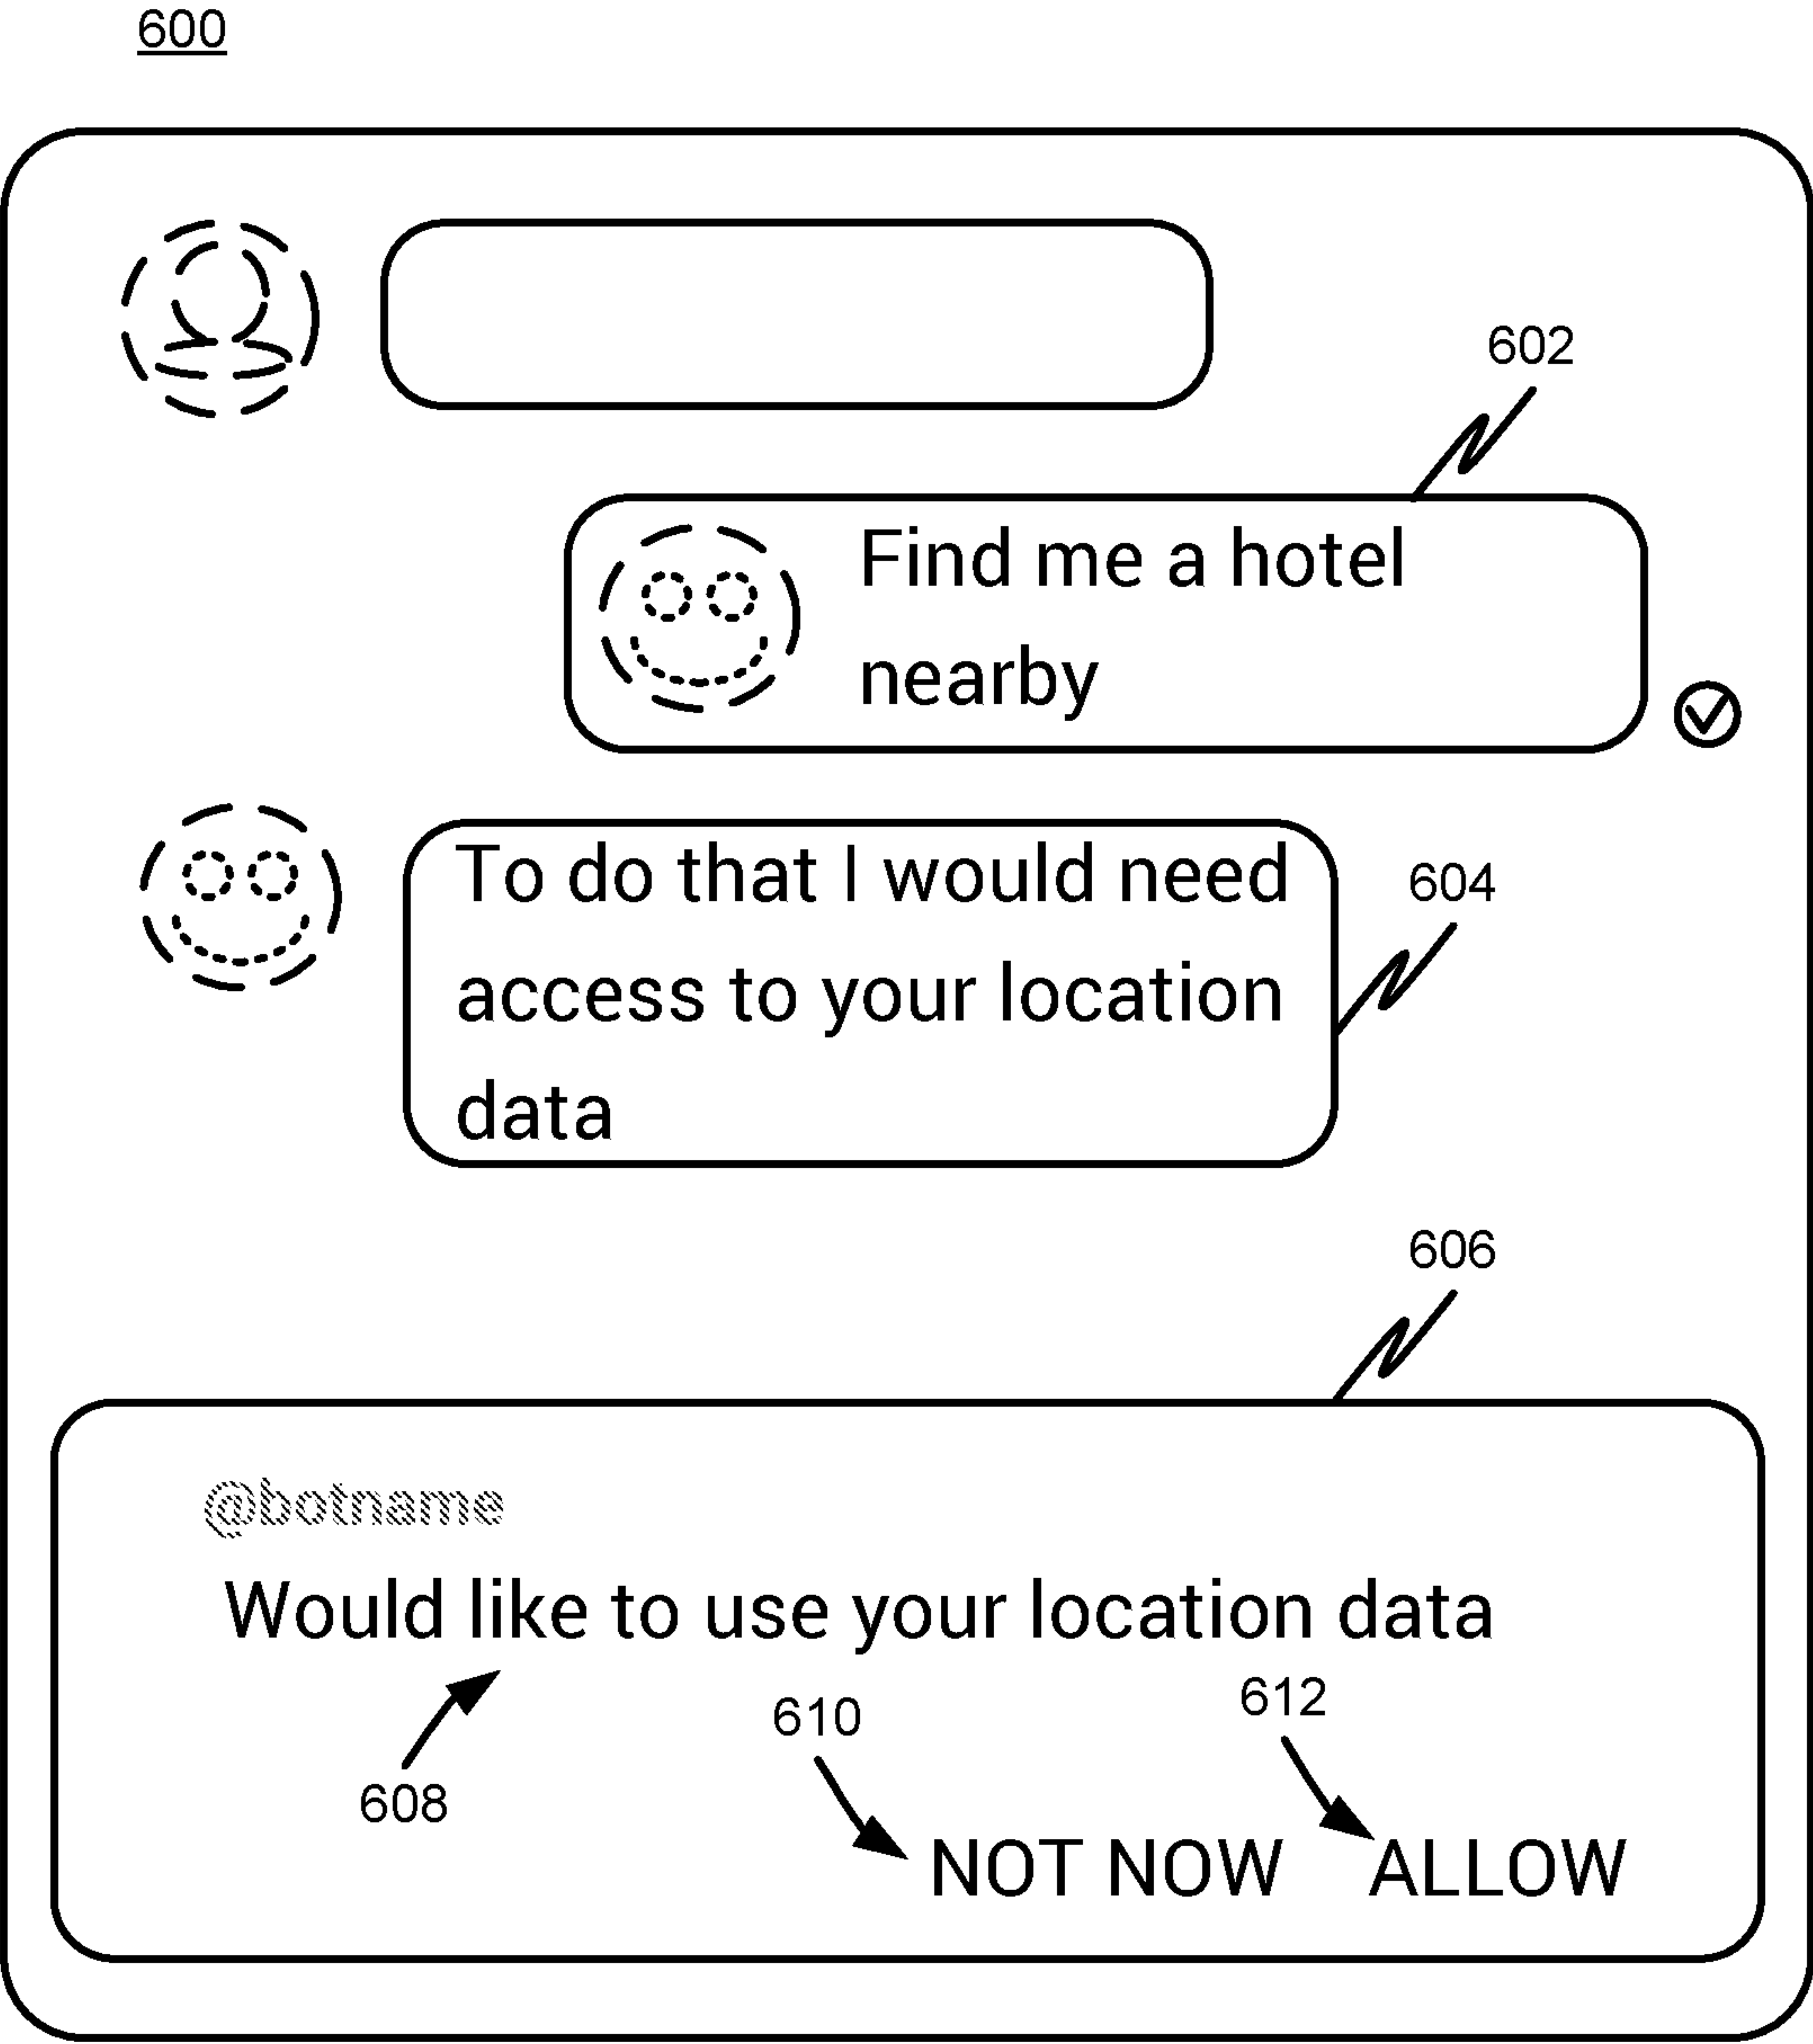 600
602
Find me a hotel
nearby
To do that I would need
604
access to your location
data
606
@botname
Would like to use your location data
612
610
608
NOT NOW ALLOW